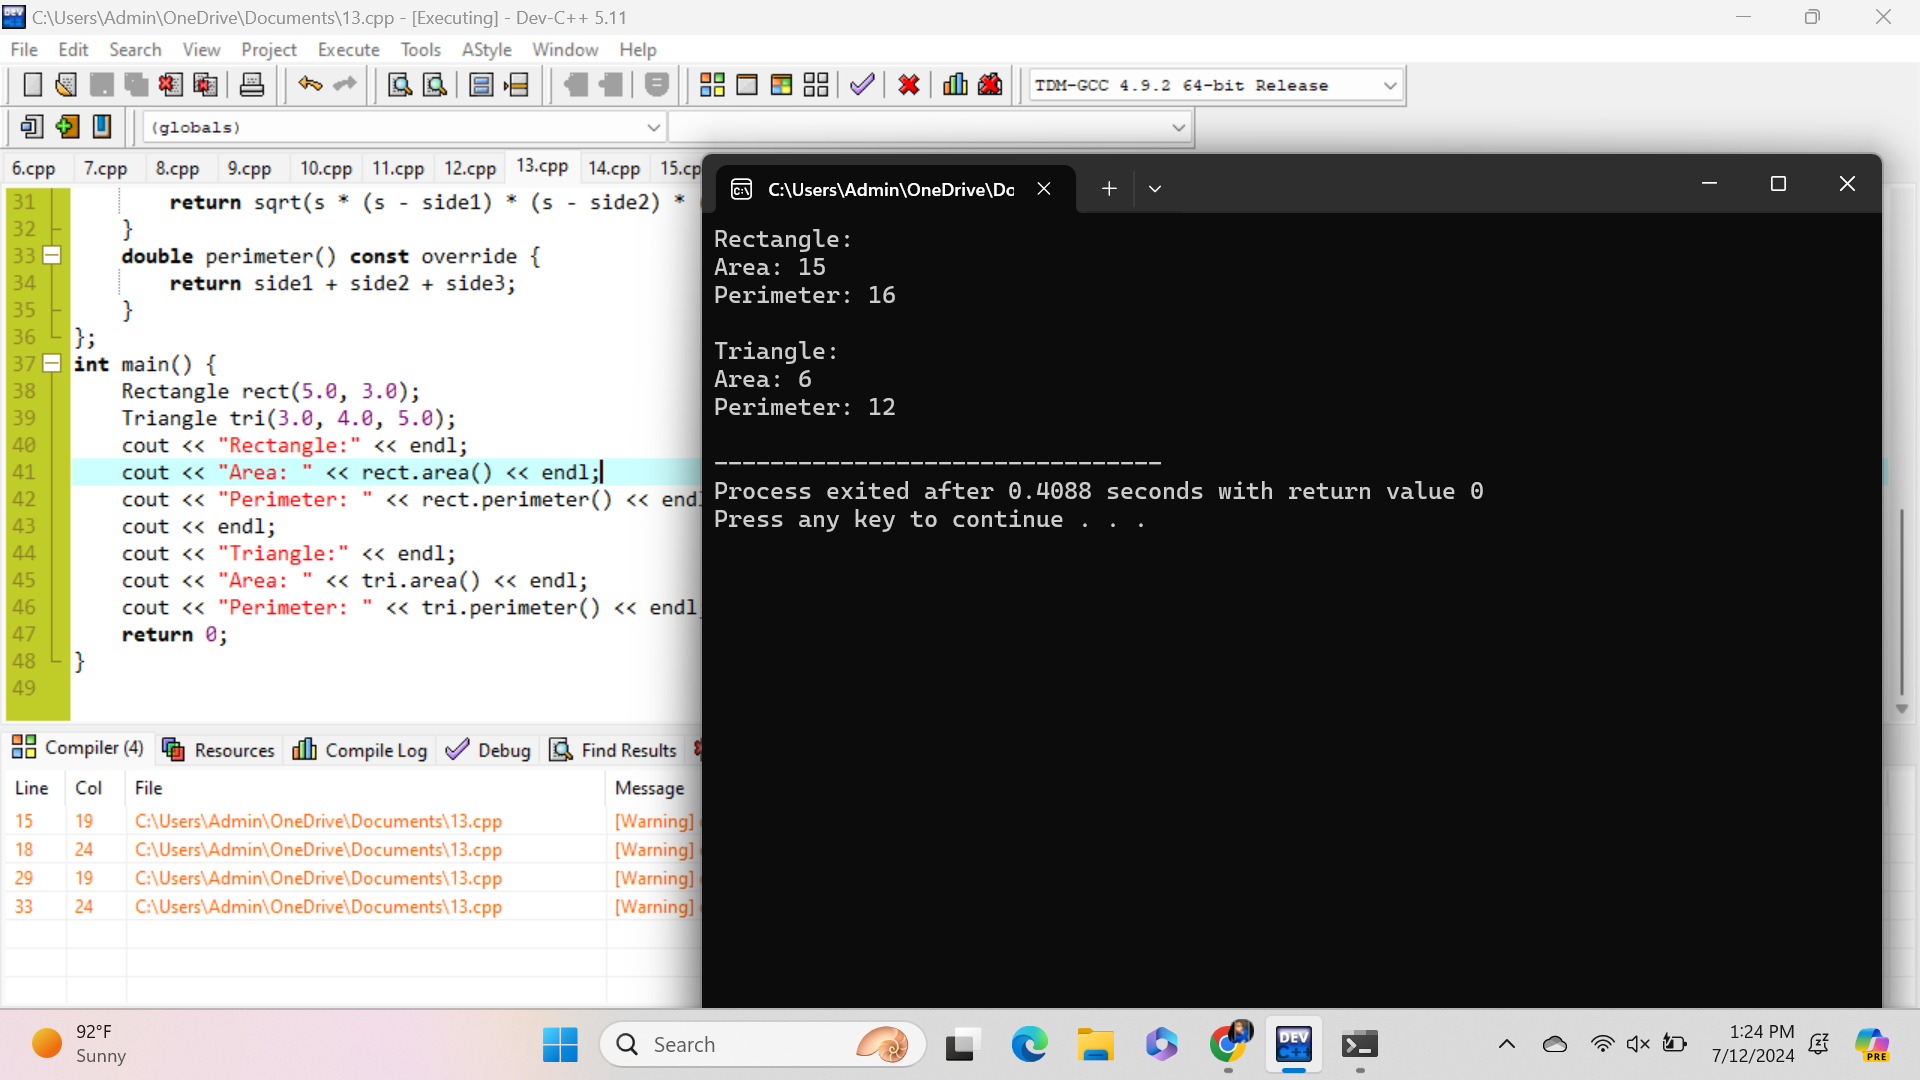 C:\Users\Admin\OneDrive\Documents\13.cpp - [Executing] - Dev-C++ 5.11
File Edit Search View Project Execute Tools AStyle Window Help
TDM-GCC 4.9.2 64-bit Release
(globals)
6.cpp 7.cpp 8.cpp 9.cpp 10.cpp 11.cpp 12.cpp 13.cpp 14.cpp 15.cp
31 return sqrt(s * (s - side1) * (s - side2) *
32 }
33 double perimeter() const override {
34 return side1 + side2 + side3;
35 }
36 };
37 int main() {
38 Rectangle rect(5.0, 3.0);
39 Triangle tri(3.0, 4.0, 5.0);
40 cout << "Rectangle:" << endl;
41 cout << "Area: " << rect.area() << endl;
42 cout << "Perimeter: " << rect.perimeter() << endl
43 cout << endl;
44 cout << "Triangle:" << endl;
45 cout << "Area: " << tri.area() << endl;
46 cout << "Perimeter: " << tri.perimeter() << endl;
47 return 0;
48 }
49
C:\Users\Admin\OneDrive\Do
Rectangle:
Area: 15
Perimeter: 16
Triangle:
Area: 6
Perimeter: 12
--------------------------------
Process exited after 0.4088 seconds with return value 0
Press any key to continue . . .
Compiler (4) Resources Compile Log Debug Find Results
Line Col File Message
15 19 C:\Users\Admin\OneDrive\Documents\13.cpp [Warning]
18 24 C:\Users\Admin\OneDrive\Documents\13.cpp [Warning]
29 19 C:\Users\Admin\OneDrive\Documents\13.cpp [Warning]
33 24 C:\Users\Admin\OneDrive\Documents\13.cpp [Warning]
92°F
Sunny
Search
DEV
C++
1:24 PM
7/12/2024
PRE